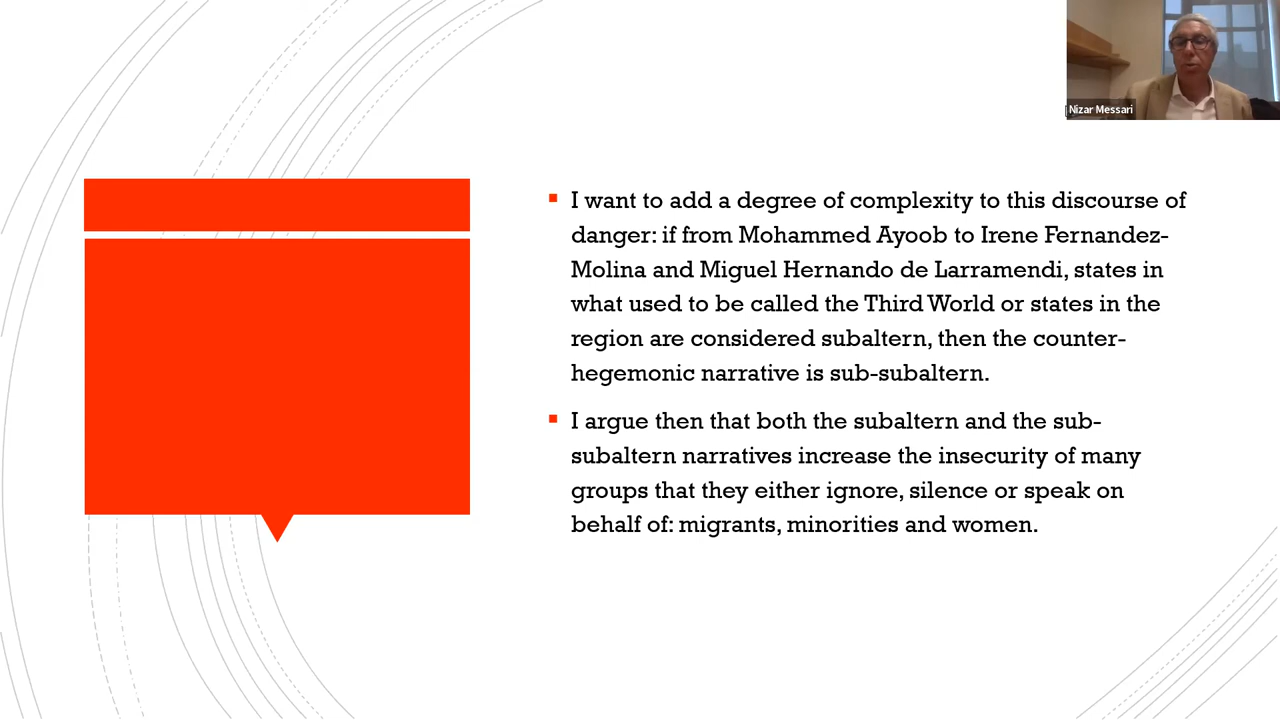 Nizar Messari
I want to add a degree of complexity to this discourse of
danger: if from Mohammed Ayoob to Irene Fernandez-
Molina and Miguel Hernando de Larramendi, states in
what used to be called the Third World or states in the
region are considered subaltern, then the counter-
hegemonic narrative is sub-subaltern.
I argue then that both the subaltern and the sub-
subaltern narratives increase the insecurity of many
groups that they either ignore, silence or speak on
behalf of: migrants, minorities and women.